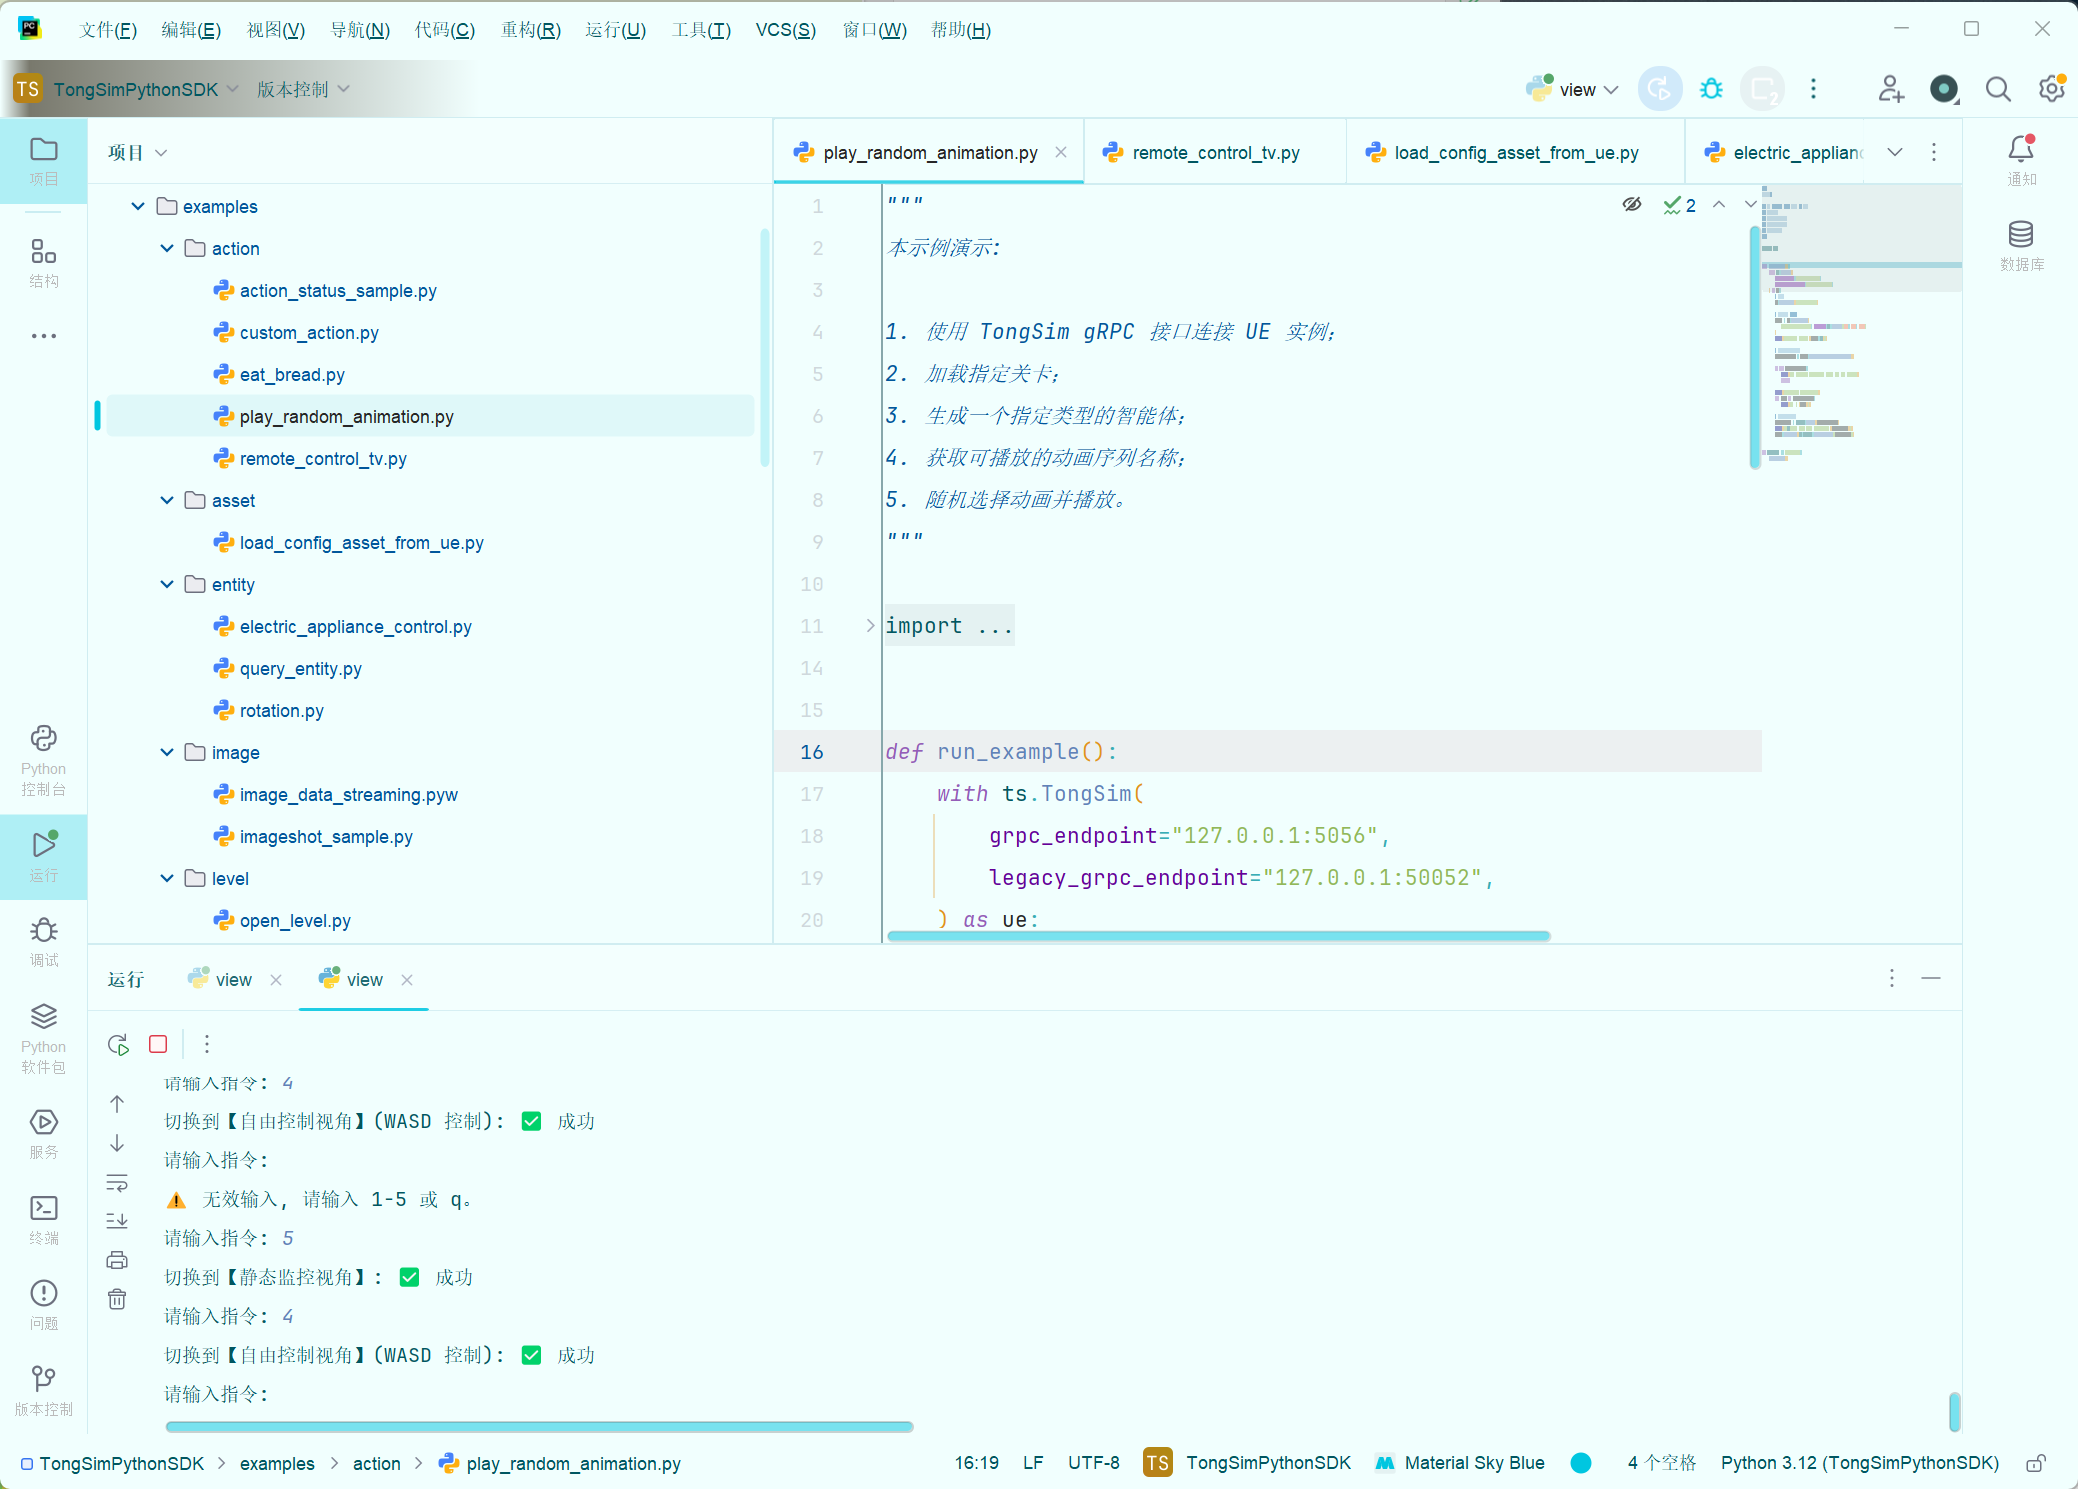 文件(F) 编辑(E) 视图(V) 导航(N) 代码(C) 重构(R) 运行(U) 工具(T) VCS(S) 窗口(W) 帮助(H)
TS TongSimPythonSDK 版本控制 view
项目
结构
Python
控制台
运行
调试
Python
软件包
服务
终端
问题
版本控制
项目
examples
action
action_status_sample.py
custom_action.py
eat_bread.py
play_random_animation.py
remote_control_tv.py
asset
load_config_asset_from_ue.py
entity
electric_appliance_control.py
query_entity.py
rotation.py
image
image_data_streaming.pyw
imageshot_sample.py
level
open_level.py
play_random_animation.py remote_control_tv.py load_config_asset_from_ue.py electric_applianc
2
1 """
2 本示例演示:
3
4 1. 使用 TongSim gRPC 接口连接 UE 实例;
5 2. 加载指定关卡;
6 3. 生成一个指定类型的智能体;
7 4. 获取可播放的动画序列名称;
8 5. 随机选择动画并播放。
9 """
10
11 import ...
14
15
16 def run_example():
17 with ts.TongSim(
18 grpc_endpoint="127.0.0.1:5056",
19 legacy_grpc_endpoint="127.0.0.1:50052",
20 ) as ue:
通知
数据库
运行 view view
请输入指令: 4
切换到【自由控制视角】(WASD 控制): ✅ 成功
请输入指令:
⚠️ 无效输入, 请输入 1-5 或 q。
请输入指令: 5
切换到【静态监控视角】: ✅ 成功
请输入指令: 4
切换到【自由控制视角】(WASD 控制): ✅ 成功
请输入指令:
TongSimPythonSDK > examples > action > play_random_animation.py 16:19 LF UTF-8 TS TongSimPythonSDK Material Sky Blue 4 个空格 Python 3.12 (TongSimPythonSDK)